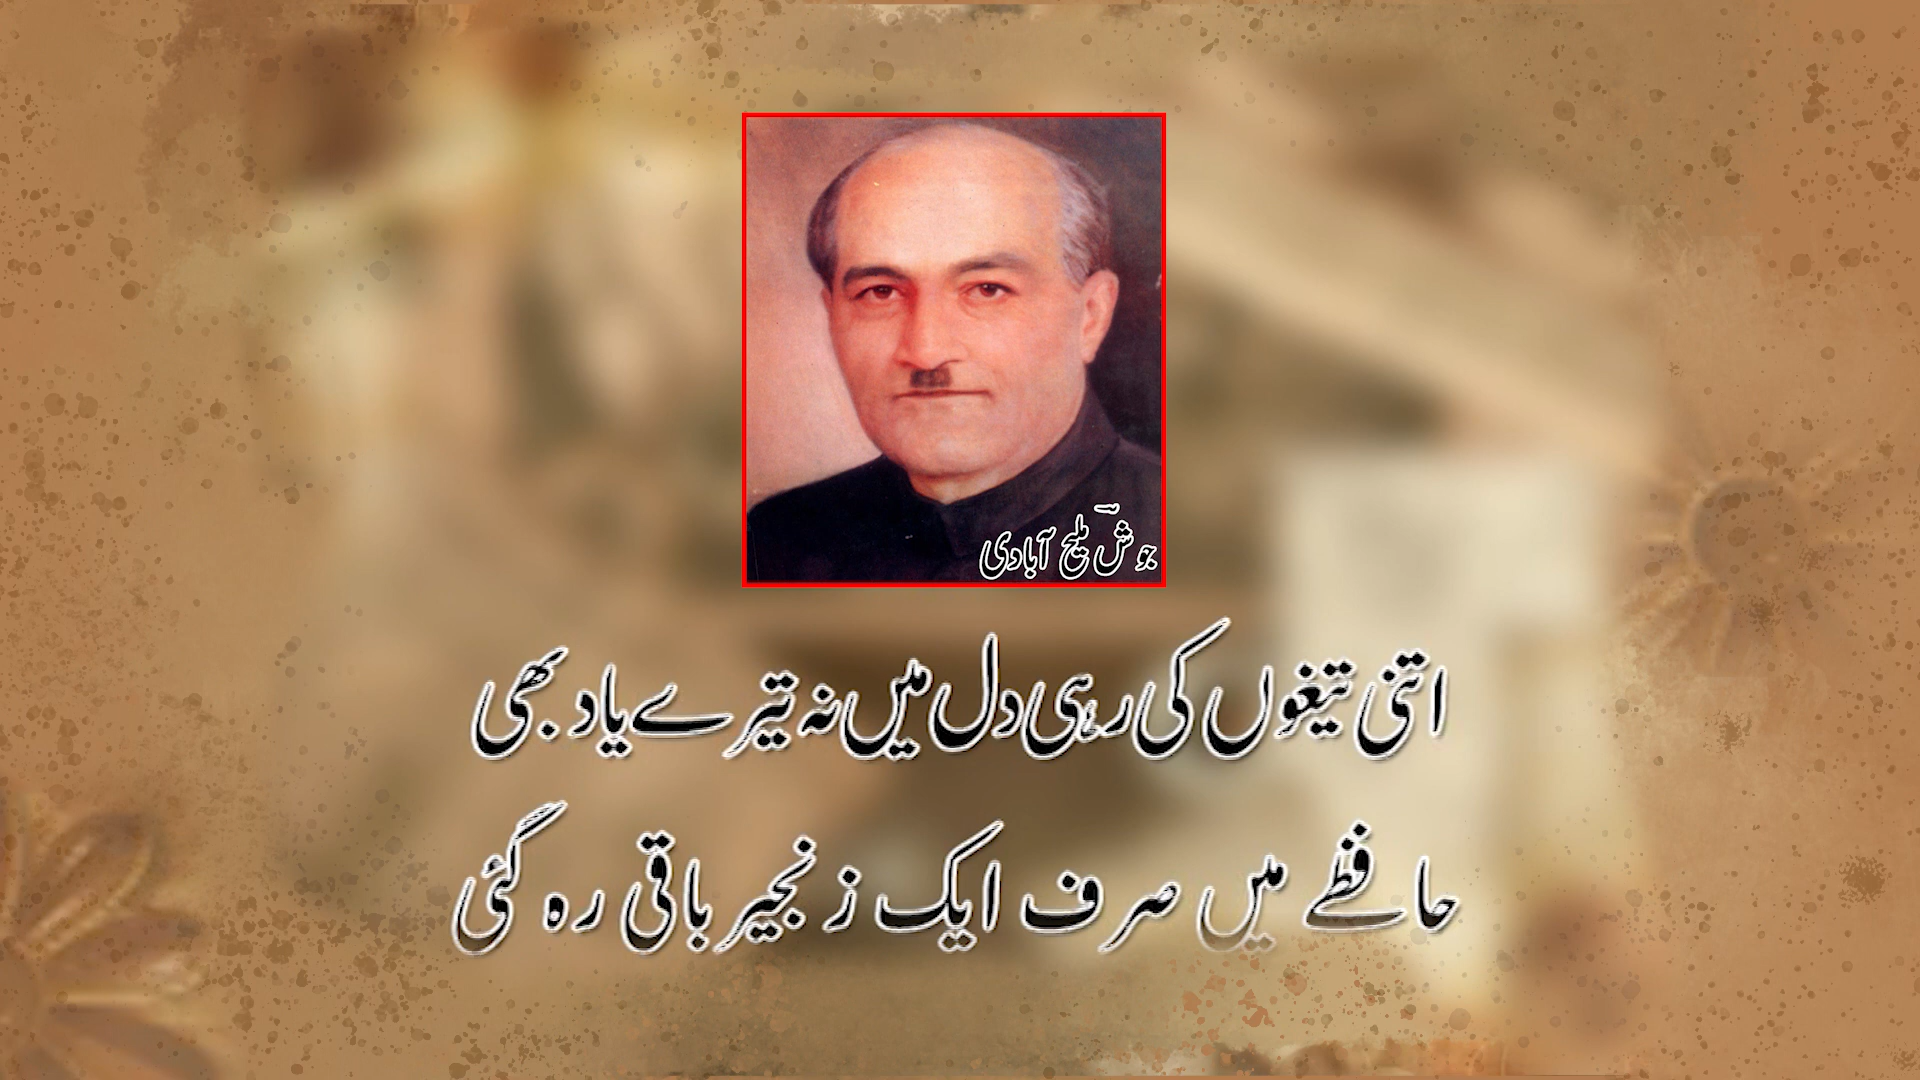 جوشؔ ملیح آبادی
اتنی تیغوں کی رہی دل میں نہ تیرے یاد بھی
حافظے میں صرف ایک زنجیر باقی رہ گئی